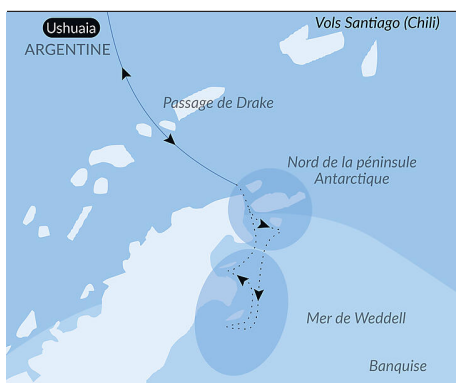 Vols Santiago (Chili)
Ushuaia
ARGENTINE
Passage de Drake
Nord de la péninsule
Antarctique
Mer de Weddell
Banquise